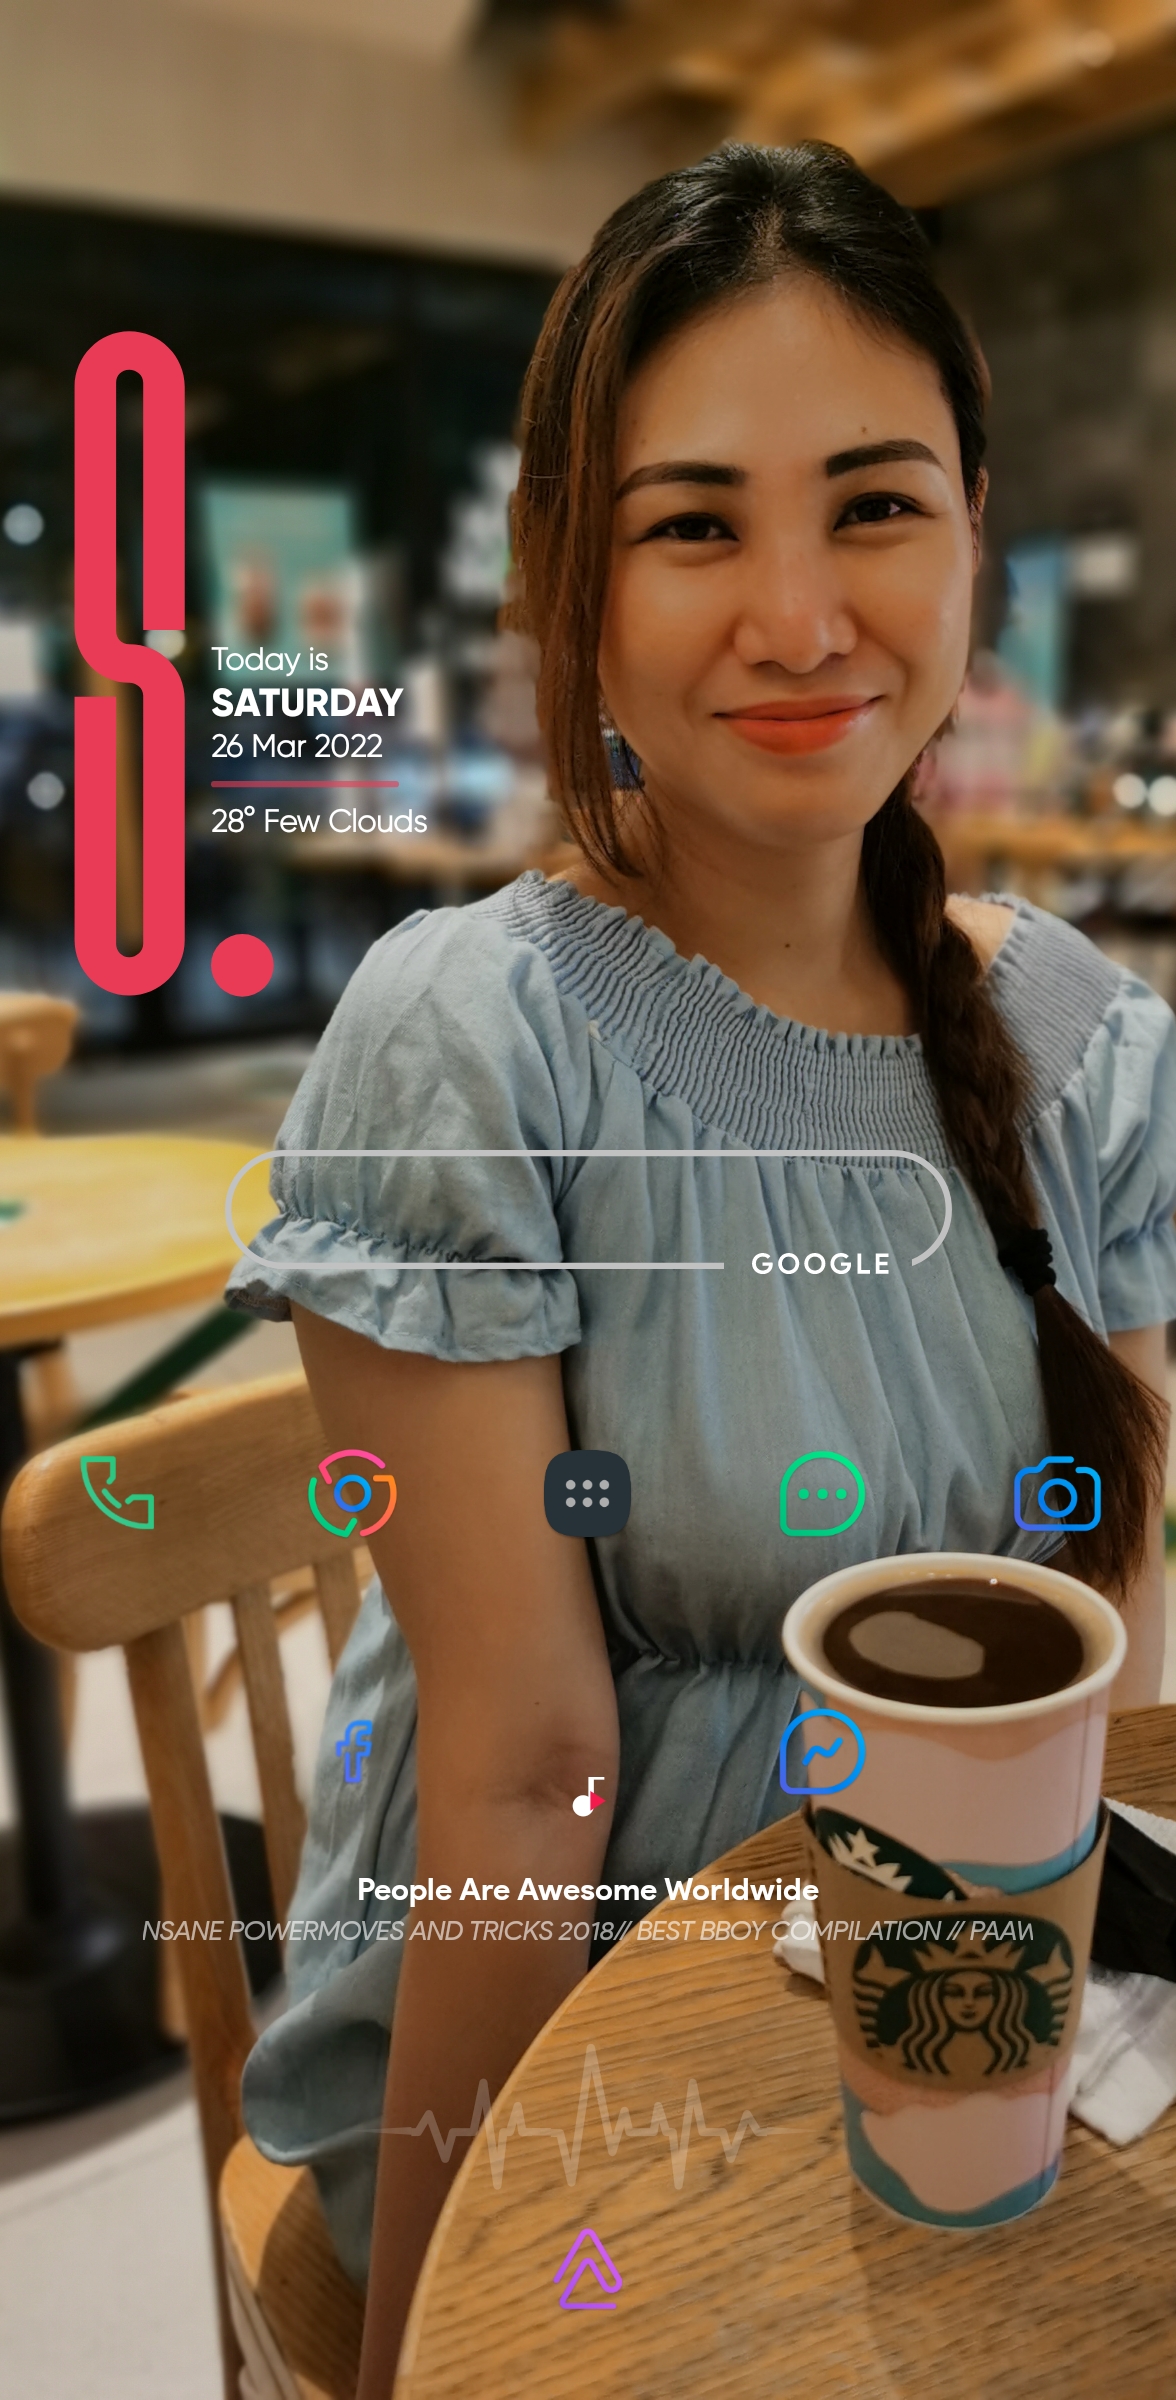 S.
Today is
SATURDAY
26 Mar 2022
28° Few Clouds
GOOGLE
People Are Awesome Worldwide
NSANE POWERMOVES AND TRICKS 2018// BEST BBOY COMPILATION // PAAW